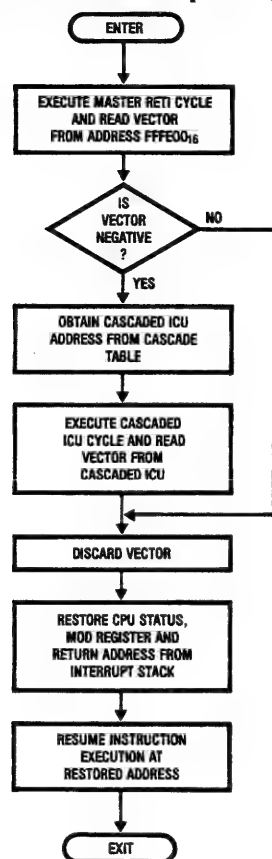 ENTER
EXECUTE MASTER RETI CYCLE
AND READ VECTOR
FROM ADDRESS FFFE00₁₆
IS
VECTOR
NEGATIVE
?
NO
YES
OBTAIN CASCADED ICU
ADDRESS FROM CASCADE
TABLE
EXECUTE CASCADED
ICU CYCLE AND READ
VECTOR FROM
CASCADED ICU
DISCARD VECTOR
RESTORE CPU STATUS,
MOD REGISTER AND
RETURN ADDRESS FROM
INTERRUPT STACK
RESUME INSTRUCTION
EXECUTION AT
RESTORED ADDRESS
EXIT